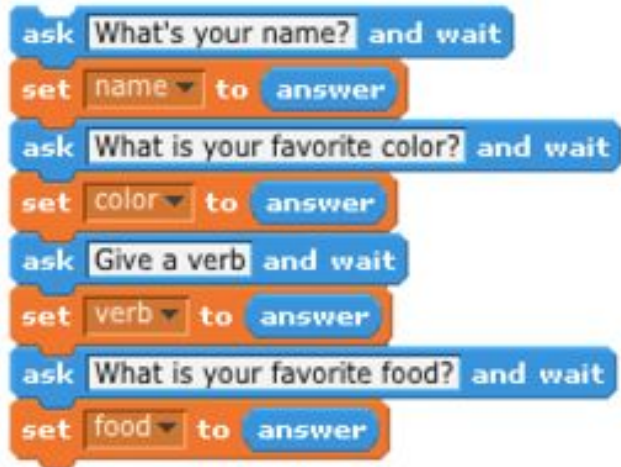 ask What's your name? and wait
set name to answer
ask What is your favorite color? and wait
set color to answer
ask Give a verb and wait
set verb to answer
ask What is your favorite food? and wait
set food to answer